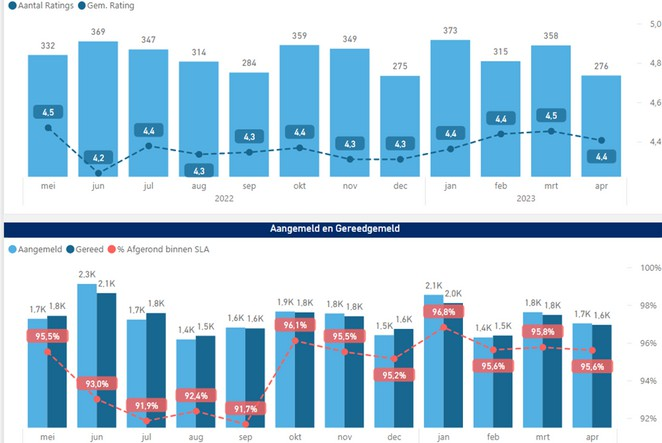 Aantal Ratings Gem. Rating
332 369 347 314 284 359 349 275 373 315 358 276
5,0
4,8
4,6
4,4
4,5 4,2 4,4 4,3 4,3 4,4 4,3 4,3 4,4 4,4 4,5 4,4
mei jun jul aug sep okt nov dec jan feb mrt apr
2022 2023
Aangemeld en Gereedgemeld
Aangemeld Gereed % Afgerond binnen SLA
1,7K 1,8K 2.3K 2.1K 1,7K 1,8K 1.4K 1.5K 1.6K 1.6K 1.9K 1,8K 1,8K 1,8K 1.5K 1.6K 2.1K 2.0K 1.4K 1.5K 1,8K 1,8K 1.7K 1.6K
100%
98%
96%
94%
92%
95,5% 93,0% 91,9% 92,4% 91,7% 96,1% 95,5% 95,2% 96,8% 95,6% 95,8% 95,6%
mei jun jul aug sep okt nov dec jan feb mrt apr